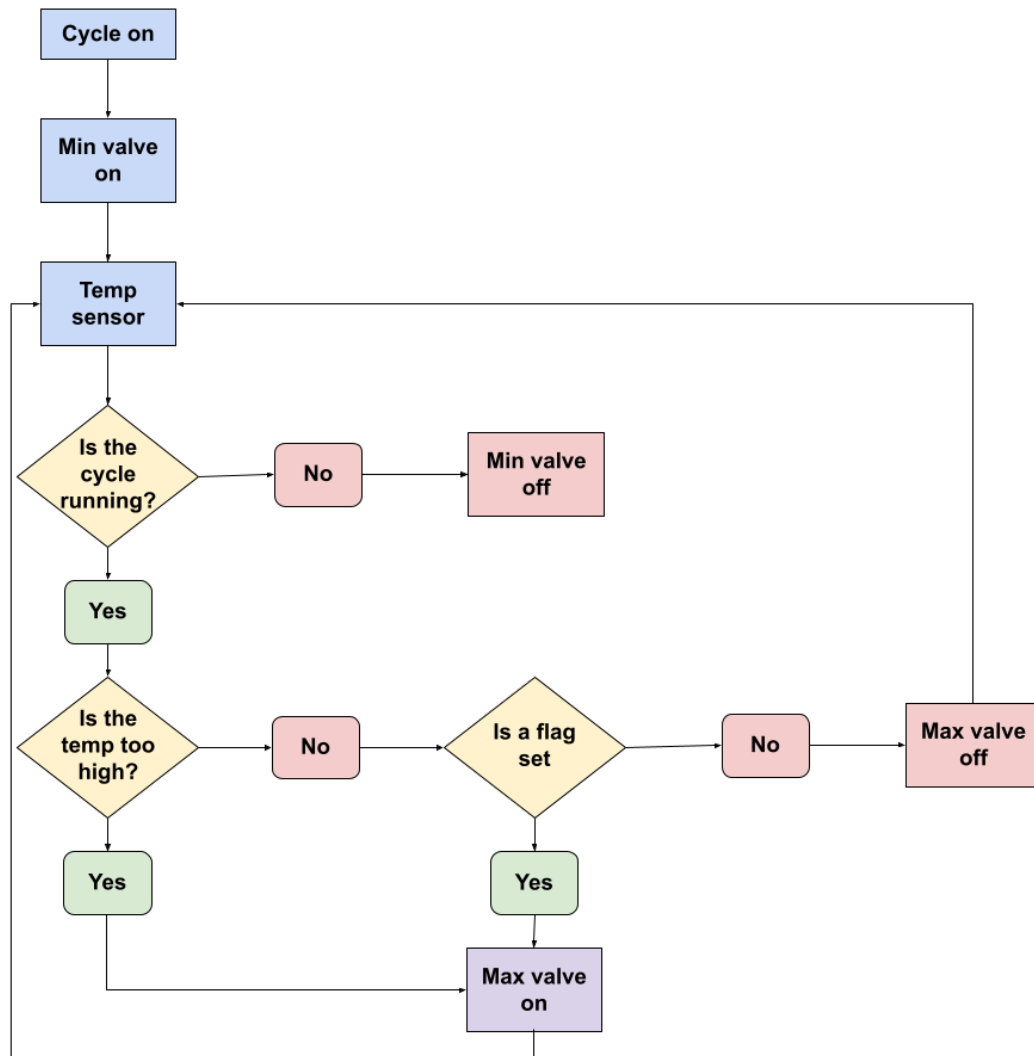 Cycle on
Min valve
on
Temp
sensor
Is the
cycle
running?
No
Min valve
off
Yes
Is the
temp too
high?
No
Is a flag
set
No
Max valve
off
Yes
Yes
Max valve
on